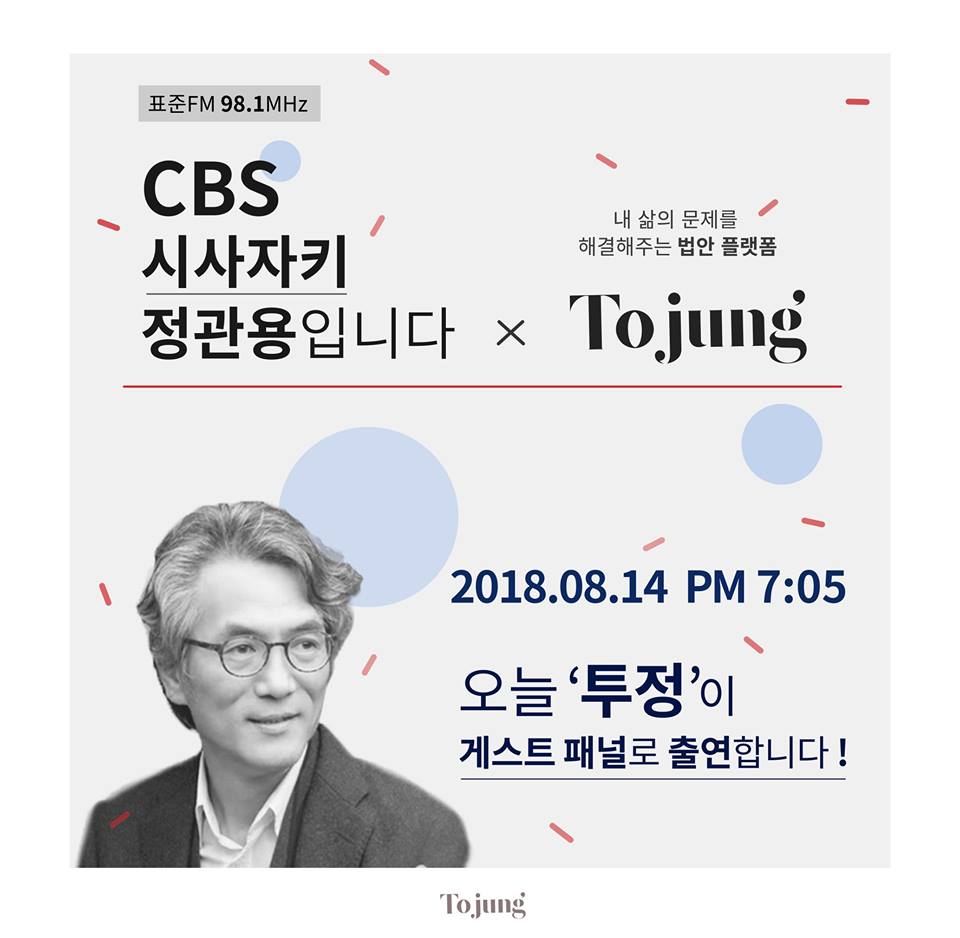 표준FM 98.1MHz
CBS
시사자키
정관용입니다
×
내 삶의 문제를
해결해주는 법안 플랫폼
Tojung
2018.08.14 PM 7:05
오늘 ‘투정’이
게스트 패널로 출연합니다 !
Tojung